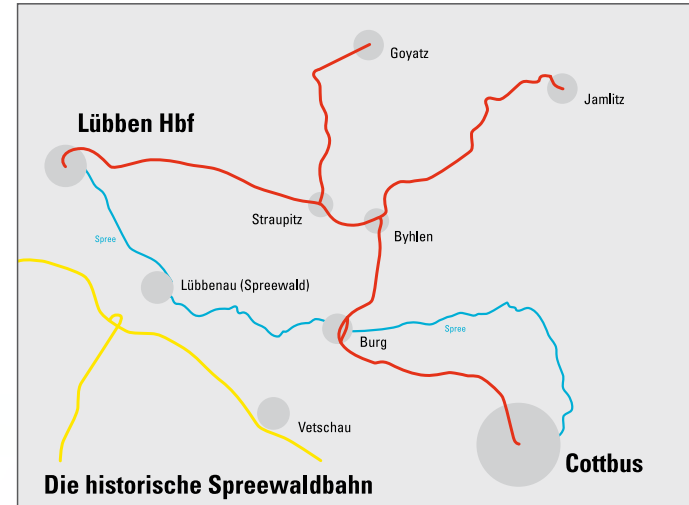 Goyatz
Jamlitz
Lübben Hbf
Straupitz
Byhlen
Spree
Lübbenau (Spreewald)
Spree
Burg
Vetschau
Cottbus
Die historische Spreewaldbahn